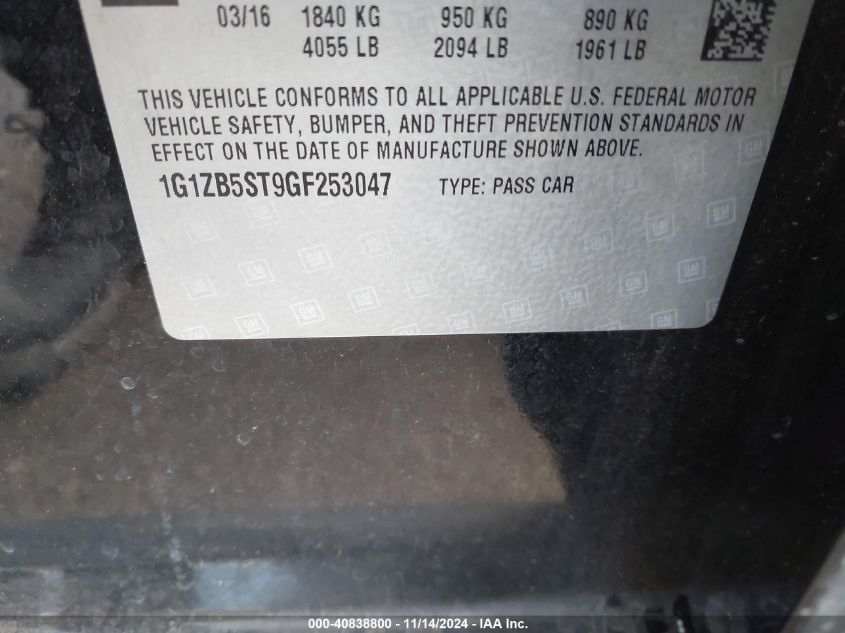 03/16 1840 KG 950 KG 890 KG
4055 LB 2094 LB 1961 LB
THIS VEHICLE CONFORMS TO ALL APPLICABLE U.S. FEDERAL MOTOR
VEHICLE SAFETY, BUMPER, AND THEFT PREVENTION STANDARDS IN
EFFECT ON THE DATE OF MANUFACTURE SHOWN ABOVE.
1G1ZB5ST9GF253047 TYPE: PASS CAR
000-40838800 - 11/14/2024 - IAA Inc.